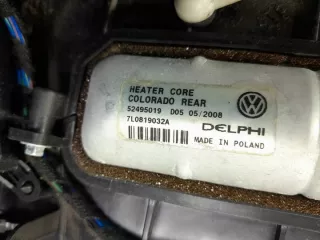 HEATER CORE
COLORADO REAR
52495019 D05 05/2008
7L0819032A
DELPHI
MADE IN POLAND